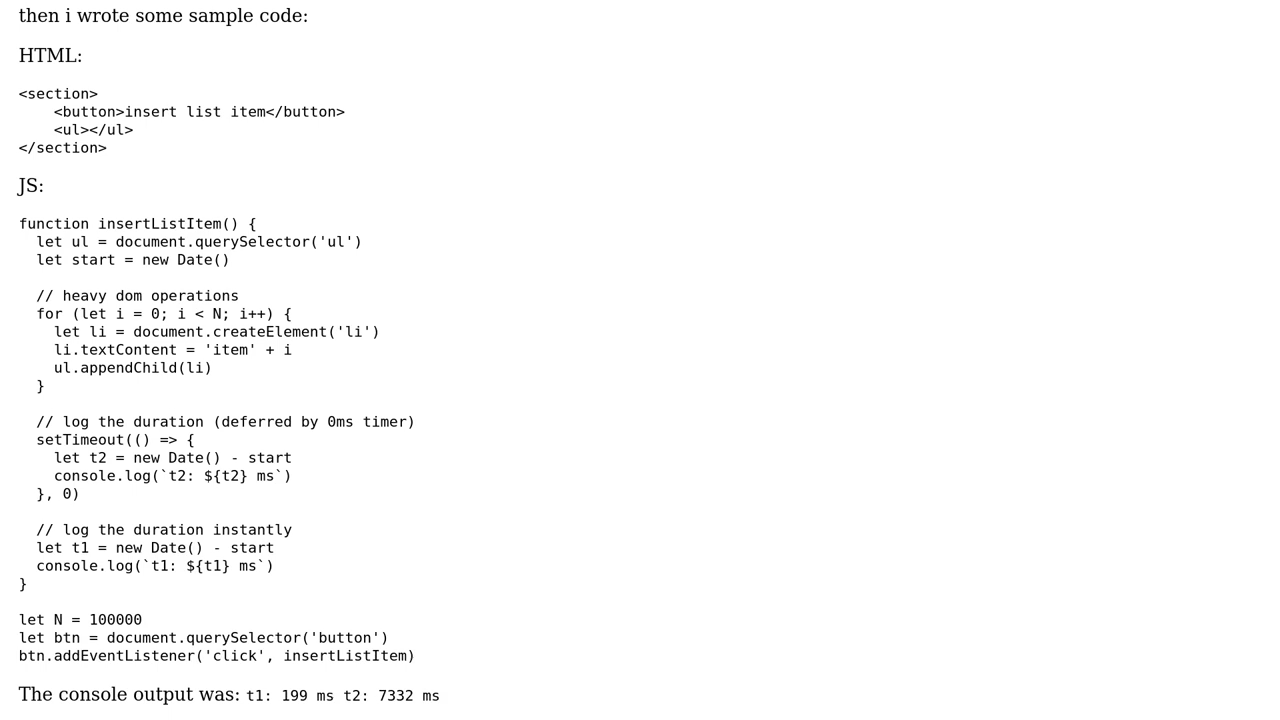 then i wrote some sample code:
HTML:
<section>
    <button>insert list item</button>
    <ul></ul>
</section>
JS:
function insertListItem() {
  let ul = document.querySelector('ul')
  let start = new Date()
  // heavy dom operations
  for (let i = 0; i < N; i++) {
    let li = document.createElement('li')
    li.textContent = 'item' + i
    ul.appendChild(li)
  }
  // log the duration (deferred by 0ms timer)
  setTimeout(() => {
    let t2 = new Date() - start
    console.log(`t2: ${t2} ms`)
  }, 0)
  // log the duration instantly
  let t1 = new Date() - start
  console.log(`t1: ${t1} ms`)
}
let N = 100000
let btn = document.querySelector('button')
btn.addEventListener('click', insertListItem)
The console output was: t1: 199 ms t2: 7332 ms